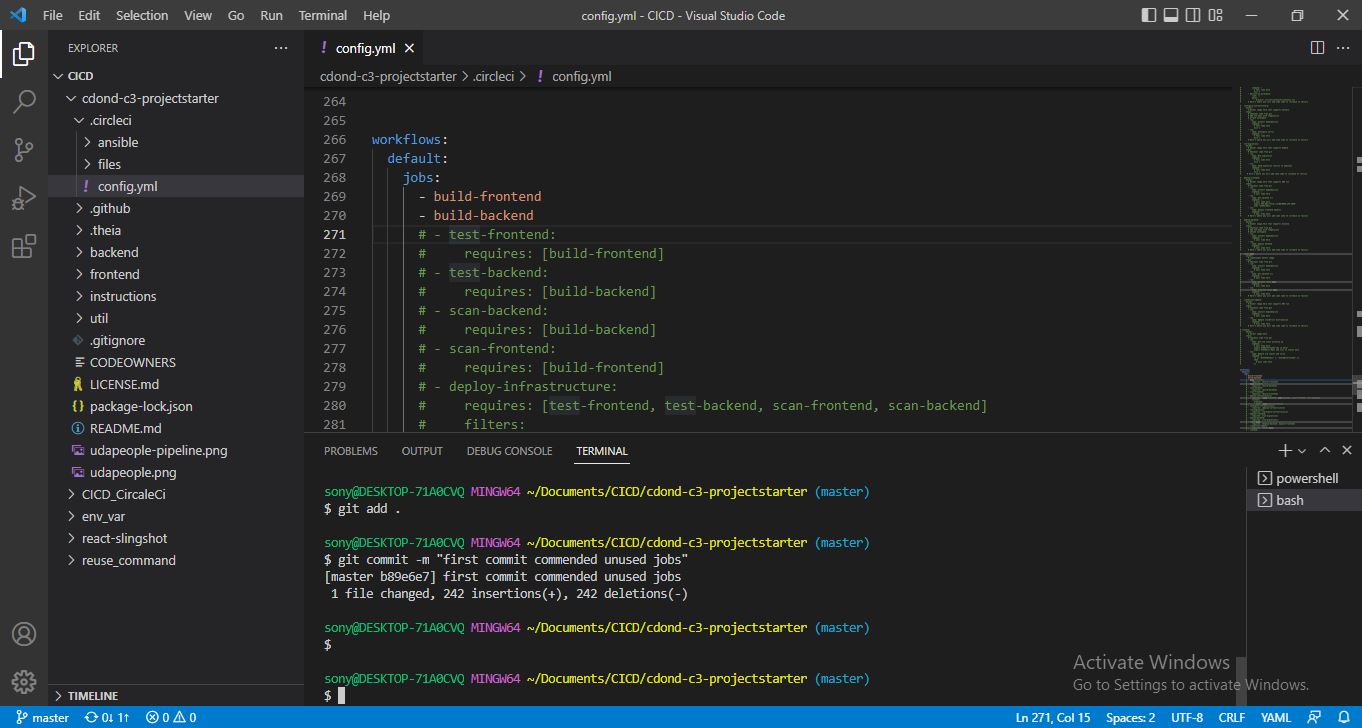 File Edit Selection View Go Run Terminal Help config.yml - CICD - Visual Studio Code
EXPLORER
CICD
cdond-c3-projectstarter
.circleci
ansible
files
! config.yml
.github
.theia
backend
frontend
instructions
util
.gitignore
CODEOWNERS
LICENSE.md
{} package-lock.json
README.md
udapeople-pipeline.png
udapeople.png
CICD_CircaleCi
env_var
react-slingshot
reuse_command
TIMELINE
! config.yml
cdond-c3-projectstarter > .circleci > ! config.yml
264
265
266 workflows:
267 default:
268 jobs:
269 - build-frontend
270 - build-backend
271 # - test-frontend:
272 # requires: [build-frontend]
273 # - test-backend:
274 # requires: [build-backend]
275 # - scan-backend:
276 # requires: [build-backend]
277 # - scan-frontend:
278 # requires: [build-frontend]
279 # - deploy-infrastructure:
280 # requires: [test-frontend, test-backend, scan-frontend, scan-backend]
281 # filters:
PROBLEMS OUTPUT DEBUG CONSOLE TERMINAL
sony@DESKTOP-71A0CVQ MINGW64 ~/Documents/CICD/cdond-c3-projectstarter (master)
$ git add .
sony@DESKTOP-71A0CVQ MINGW64 ~/Documents/CICD/cdond-c3-projectstarter (master)
$ git commit -m "first commit commended unused jobs"
[master b89e6e7] first commit commended unused jobs
1 file changed, 242 insertions(+), 242 deletions(-)
sony@DESKTOP-71A0CVQ MINGW64 ~/Documents/CICD/cdond-c3-projectstarter (master)
$
sony@DESKTOP-71A0CVQ MINGW64 ~/Documents/CICD/cdond-c3-projectstarter (master)
$
powershell
bash
Activate Windows
Go to Settings to activate Windows.
master 0↓ 1↑ 0 0 Ln 271, Col 15 Spaces: 2 UTF-8 CRLF YAML